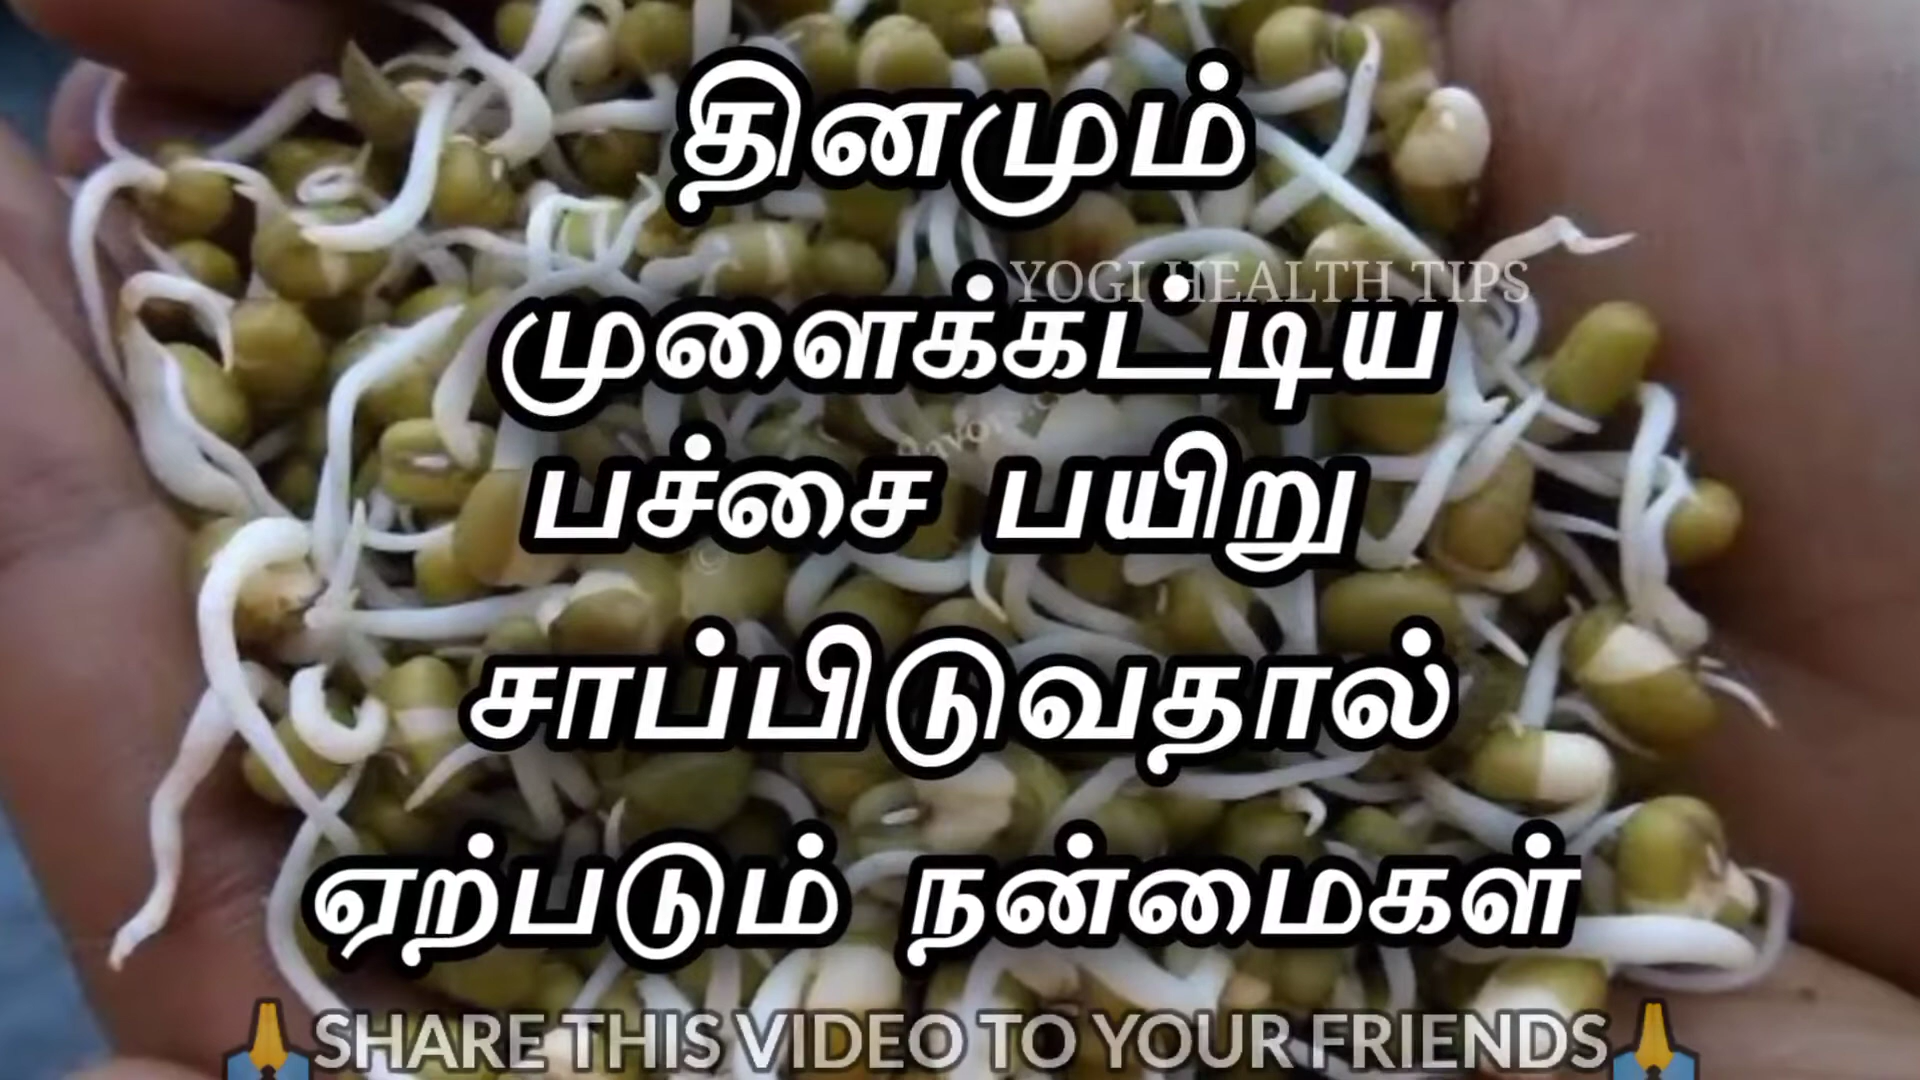 தினமும்
YOGI HEALTH TIPS
முளைக்கட்டிய
பச்சை பயிறு
சாப்பிடுவதால்
ஏற்படும் நன்மைகள்
🙏SHARE THIS VIDEO TO YOUR FRIENDS🙏